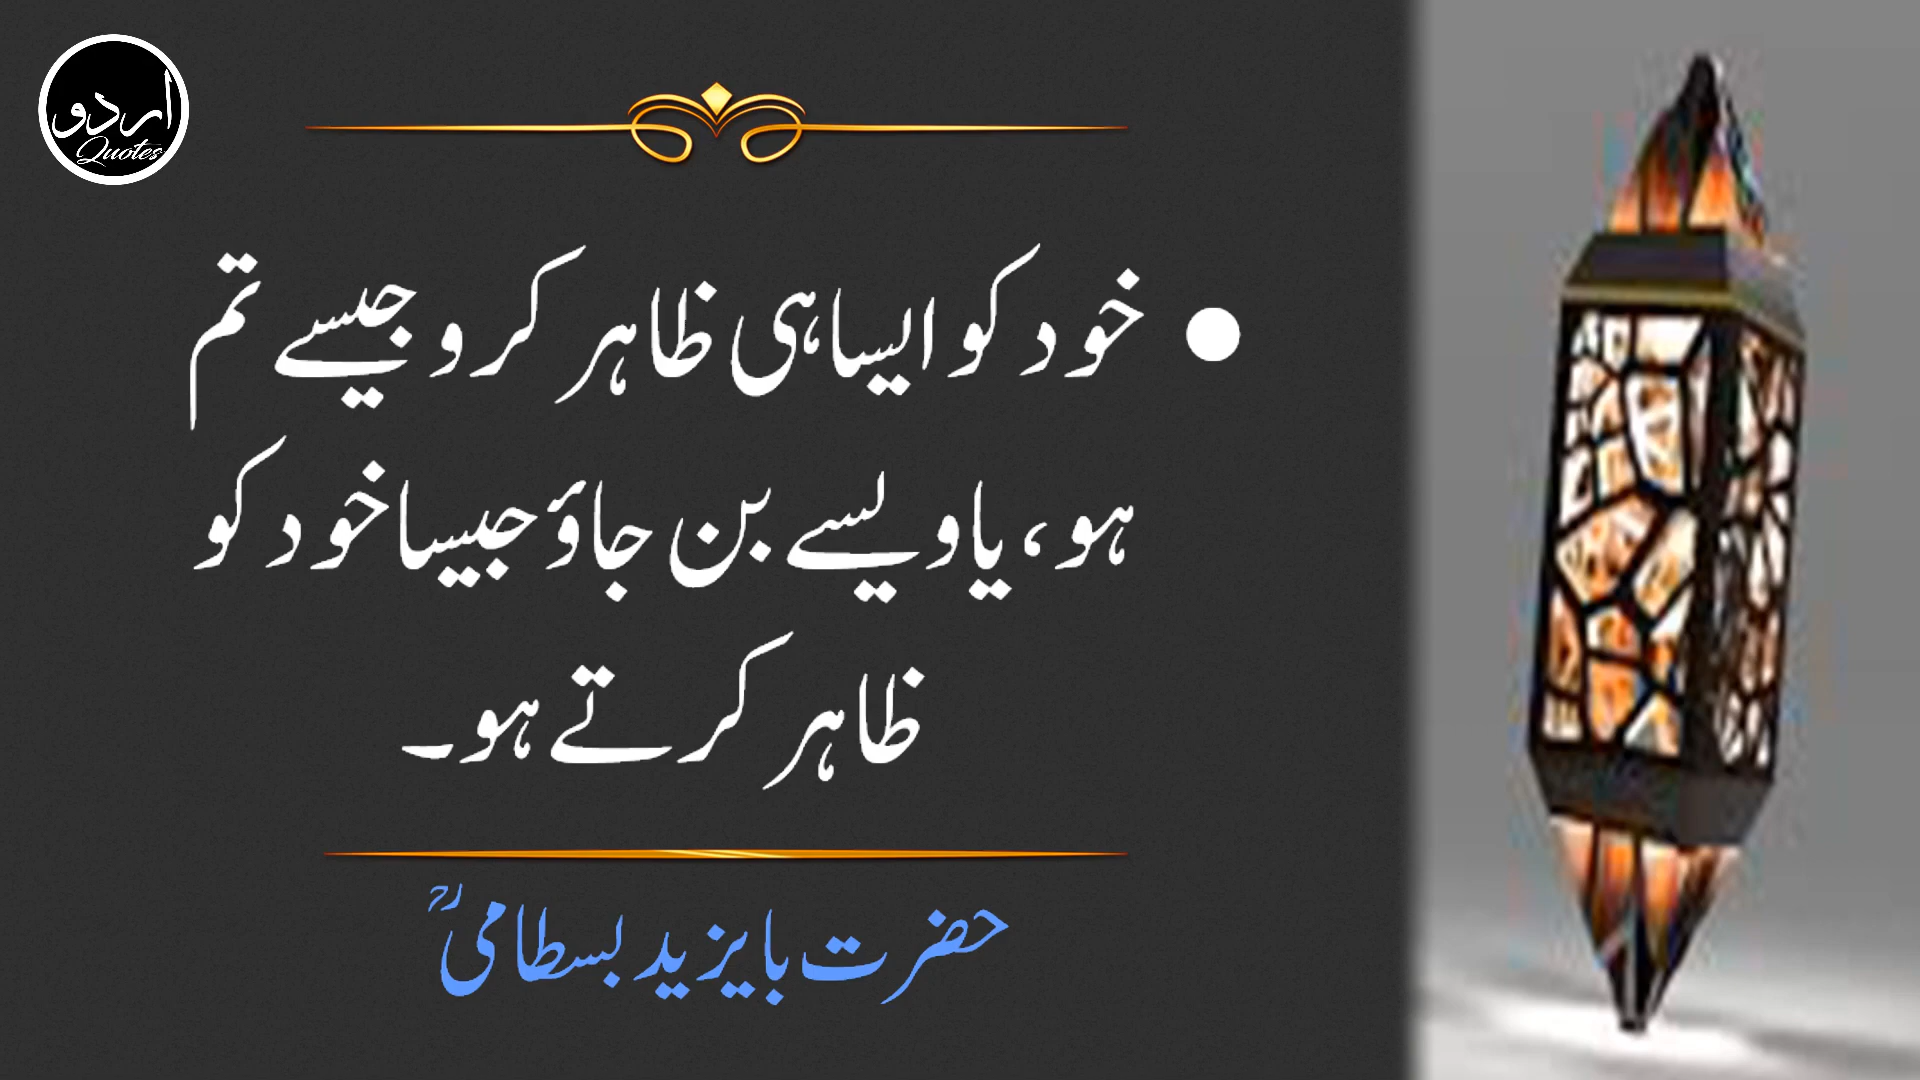 اردو
Quotes
• خود کو ایسا ہی ظاہر کرو جیسے تم
ہو، یا ویسے بن جاؤ جیسا خود کو
ظاہر کرتے ہو۔
حضرت بایزید بسطامیؒ